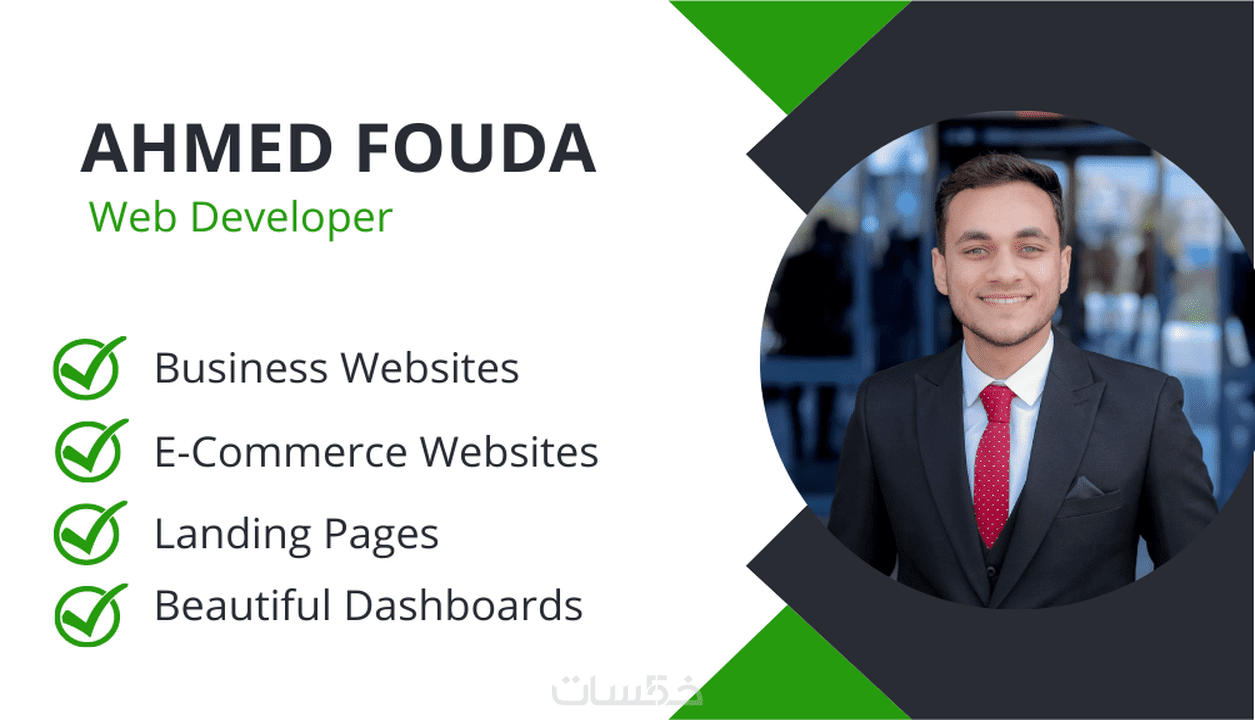 AHMED FOUDA
Web Developer
Business Websites
E-Commerce Websites
Landing Pages
Beautiful Dashboards
خمسات